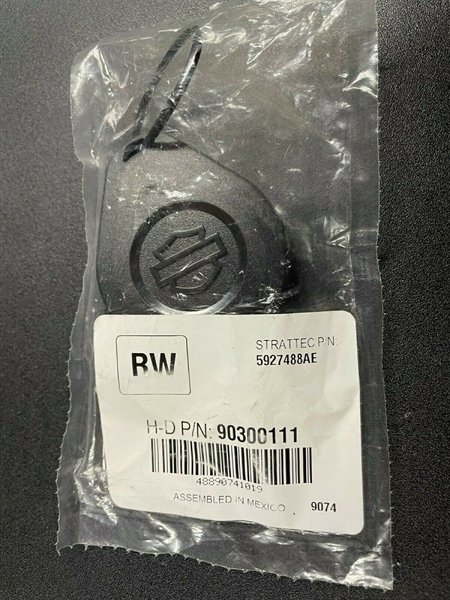 RW
STRATTEC P/N:
5927488AE
H-D P/N: 90300111
48890741019
ASSEMBLED IN MEXICO
9074